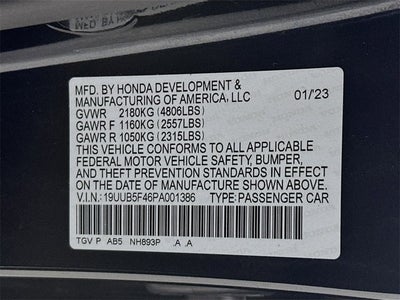 MFD. BY HONDA DEVELOPMENT &
MANUFACTURING OF AMERICA, LLC 01/'23
GVWR 2180KG (4806LBS)
GAWR F 1160KG (2557LBS)
GAWR R 1050KG (2315LBS)
THIS VEHICLE CONFORMS TO ALL APPLICABLE
FEDERAL MOTOR VEHICLE SAFETY, BUMPER,
AND THEFT PREVENTION STANDARDS IN EFFECT
ON THE DATE OF MANUFACTURE SHOWN ABOVE.
V.I.N.: 19UUB5F46PA001386 TYPE: PASSENGER CAR
TGV P AB5 NH893P .A .A